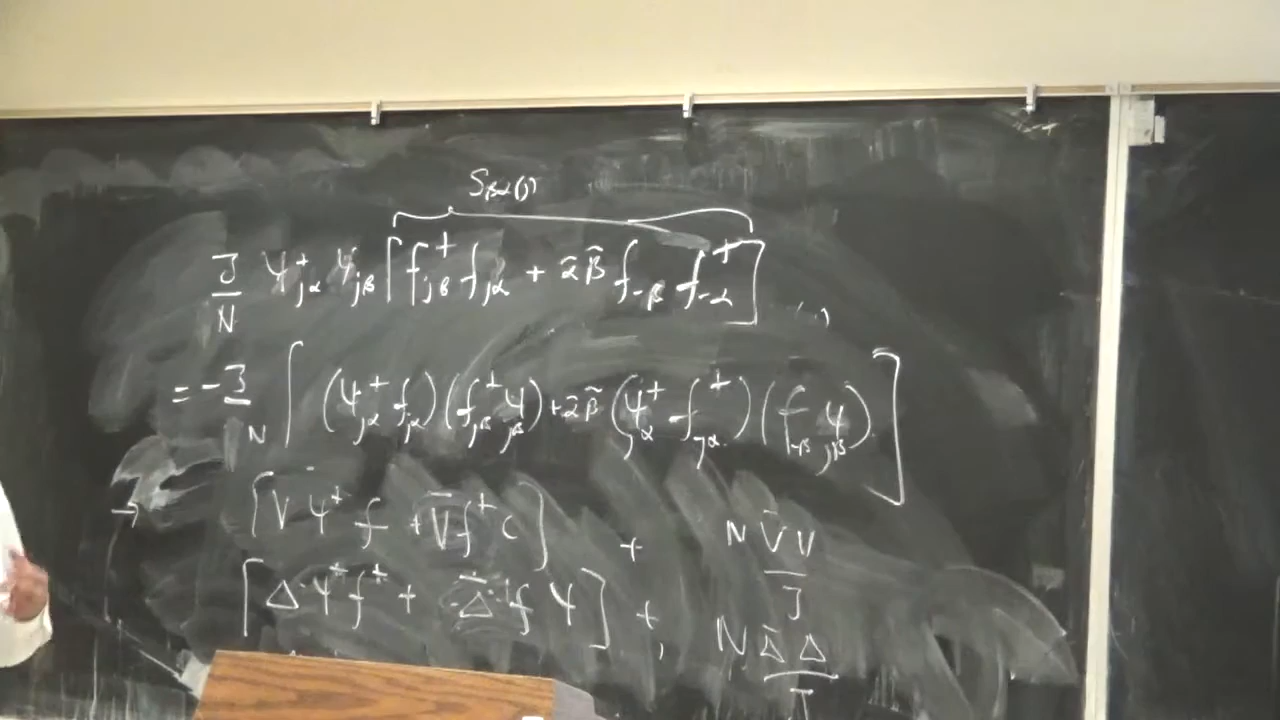 S_{βα}(j)
J/N ψ†_{jα} ψ_{jβ} [f†_{jβ} f_{jα} + α̃ β̃ f_{-β} f†_{-α}]
= -J/N [(ψ†_{jα} f_{jα}) (f†_{jβ} ψ_{jβ}) + α̃ β̃ (ψ†_{jα} f†_{-jα}) (f_{-β} ψ_{jβ})]
→ [V ψ† f + V̄ f† c] + N V̄ V / J
[Δ ψ† f† + Δ̄ f ψ] + N Δ̄ Δ / J